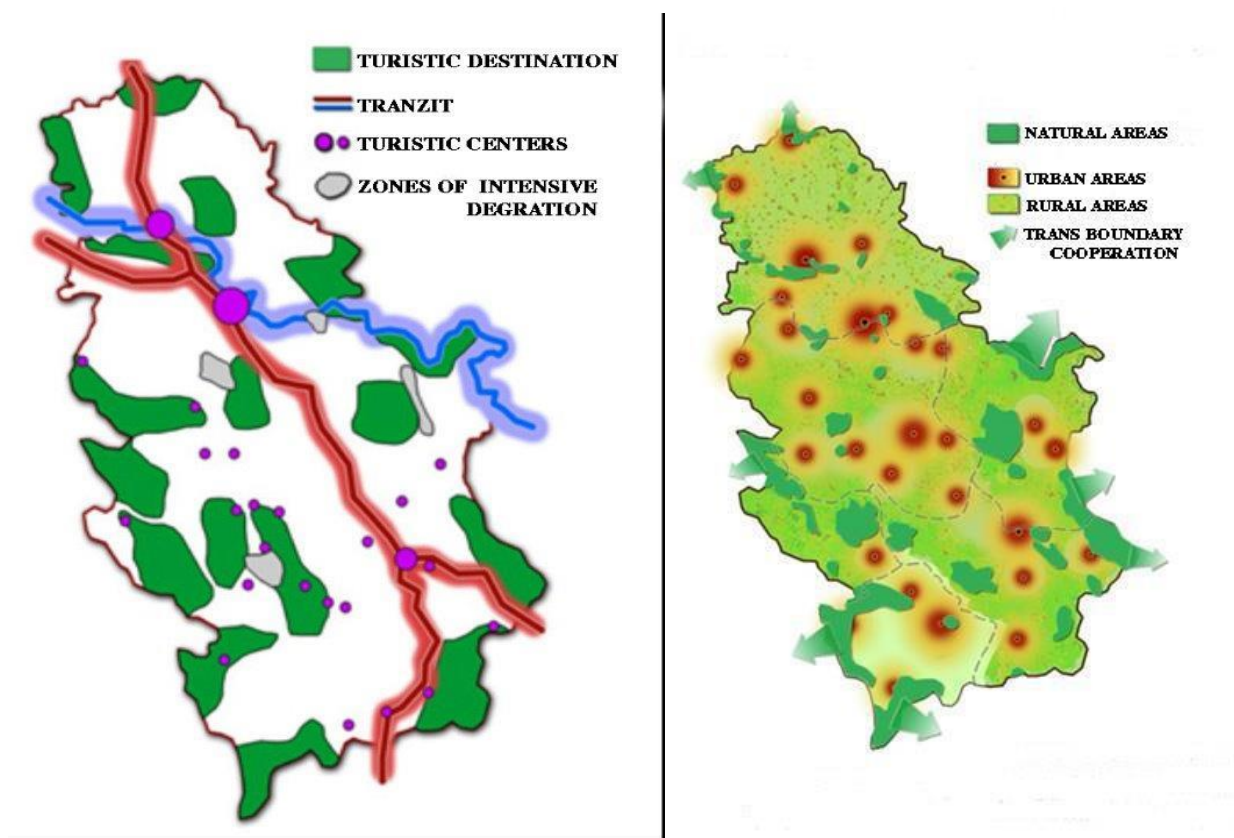 TURISTIC DESTINATION
TRANZIT
TURISTIC CENTERS
ZONES OF INTENSIVE
DEGRATION
NATURAL AREAS
URBAN AREAS
RURAL AREAS
TRANS BOUNDARY
COOPERATION